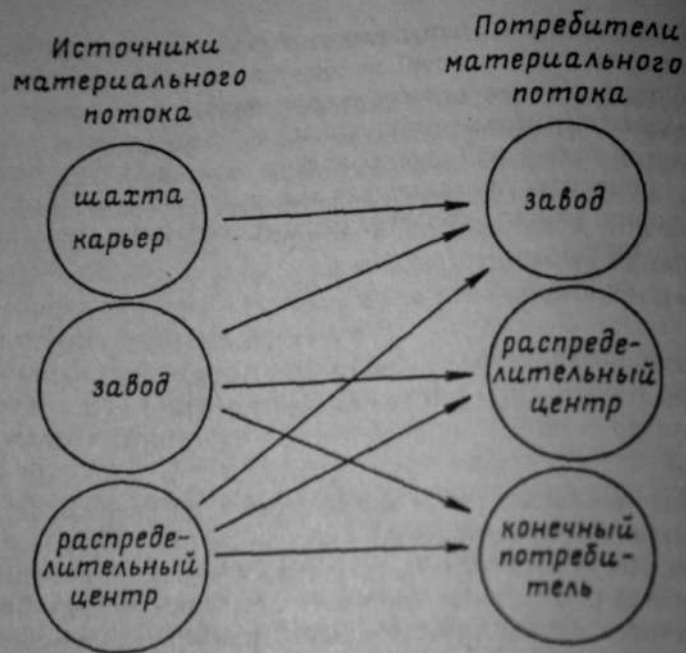 Источники
материального
потока
Потребители
материального
потока
шахта
карьер
завод
распреде-
лительный
центр
завод
распреде-
лительный
центр
конечный
потреби-
тель